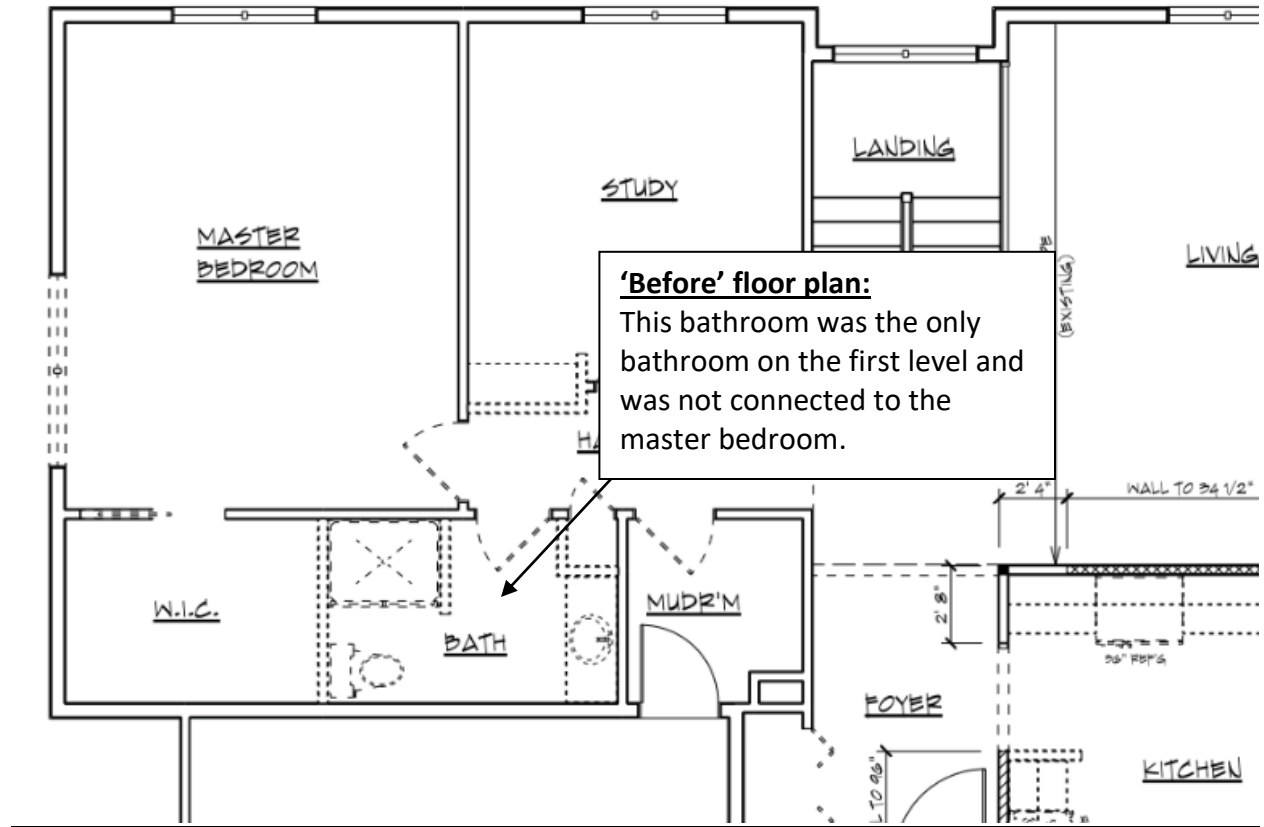 LANDING
STUDY
MASTER
BEDROOM
LIVING
(EXISTING)
‘Before’ floor plan:
This bathroom was the only
bathroom on the first level and
was not connected to the
master bedroom.
2' 4"
WALL TO 34 1/2"
W.I.C.
BATH
MUDR'M
2' 8"
36" REF'G
FOYER
KITCHEN
TO 96"